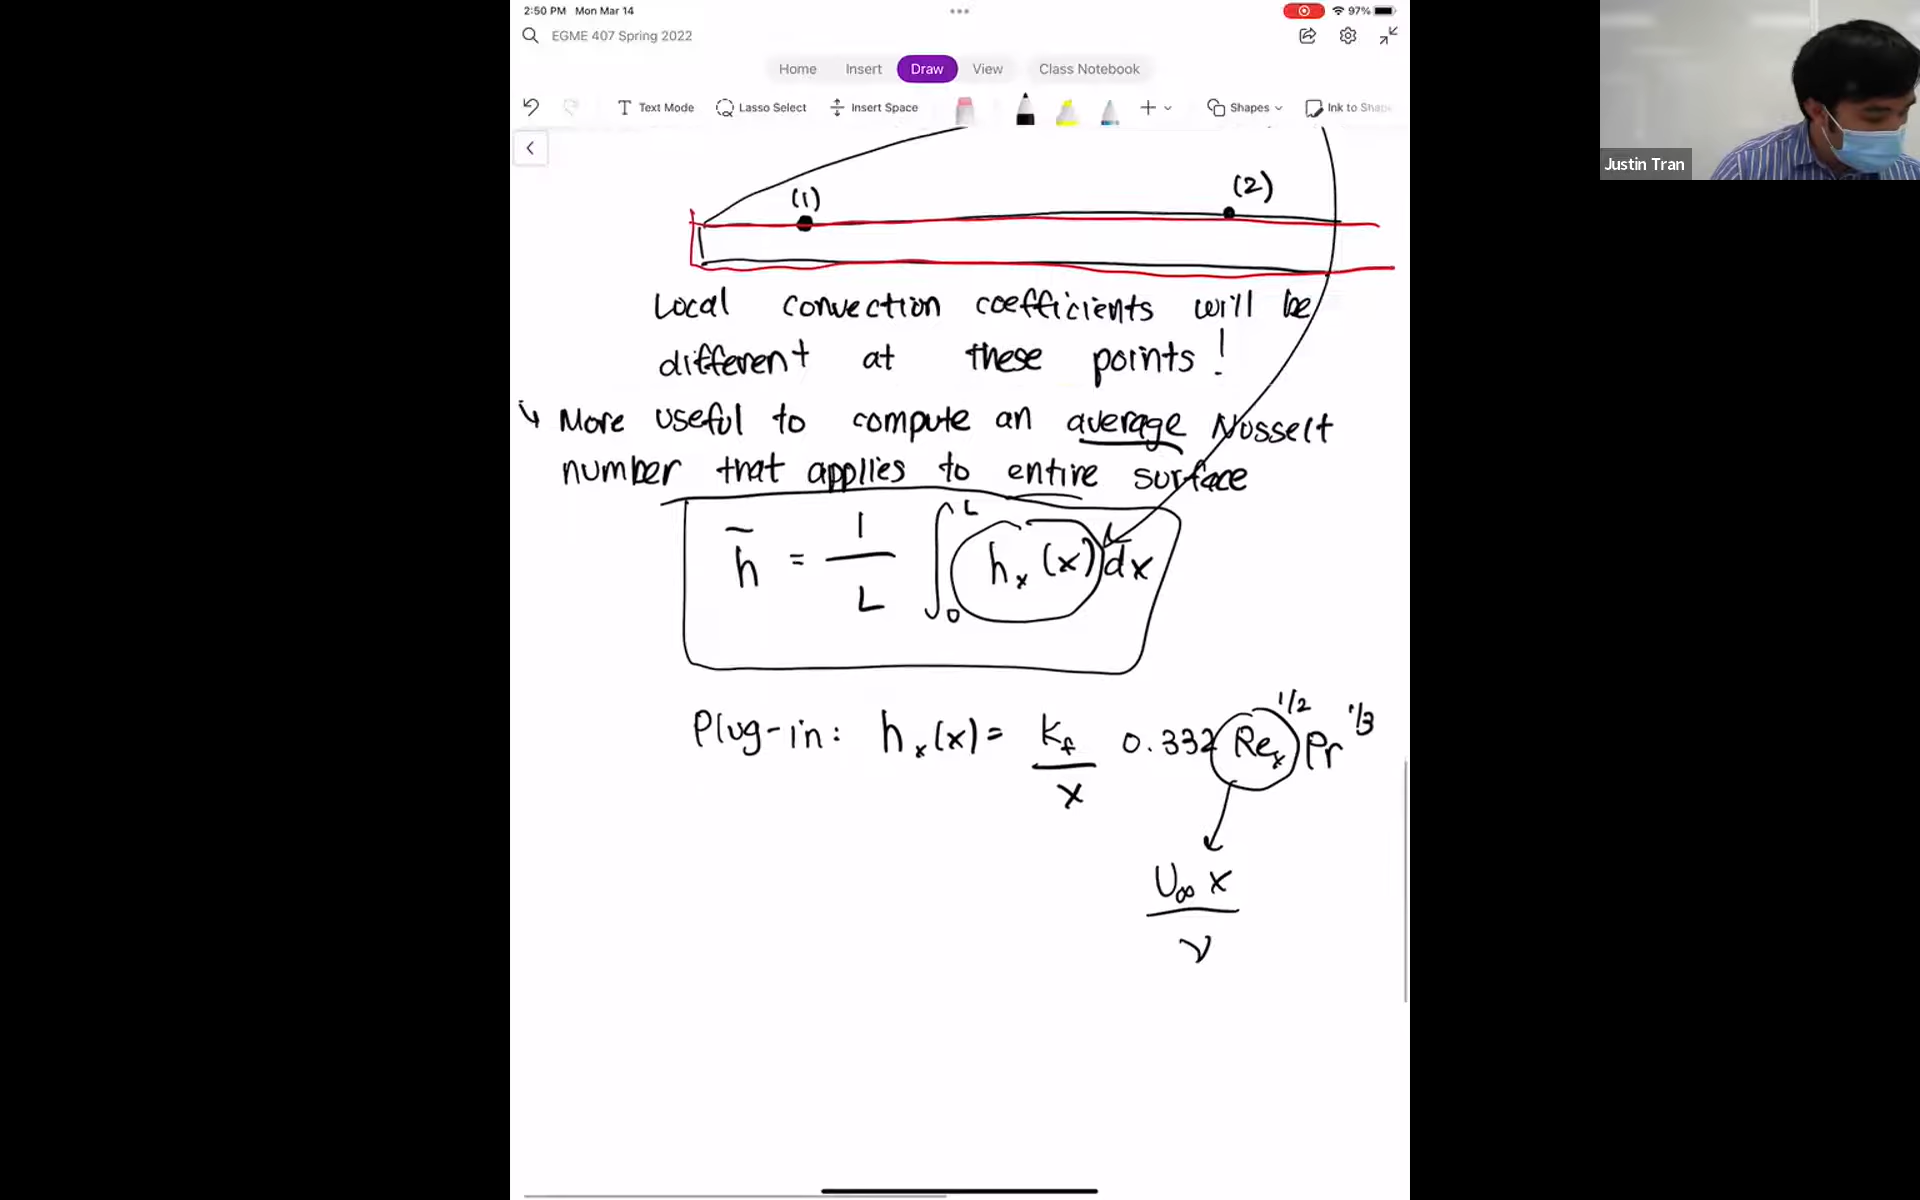 2:50 PM Mon Mar 14
97%
EGME 407 Spring 2022
Home Insert Draw View Class Notebook
Text Mode Lasso Select Insert Space Shapes Ink to Shape
Justin Tran
(1) (2)
Local convection coefficients will be
different at these points!
↳ More useful to compute an average Nusselt
number that applies to entire surface
h̄ = 1/L ∫₀ᴸ hₓ(x) dx
Plug-in: hₓ(x) = k_f/x 0.332 Reₓ^1/2 Pr^1/3
U∞ x
ν